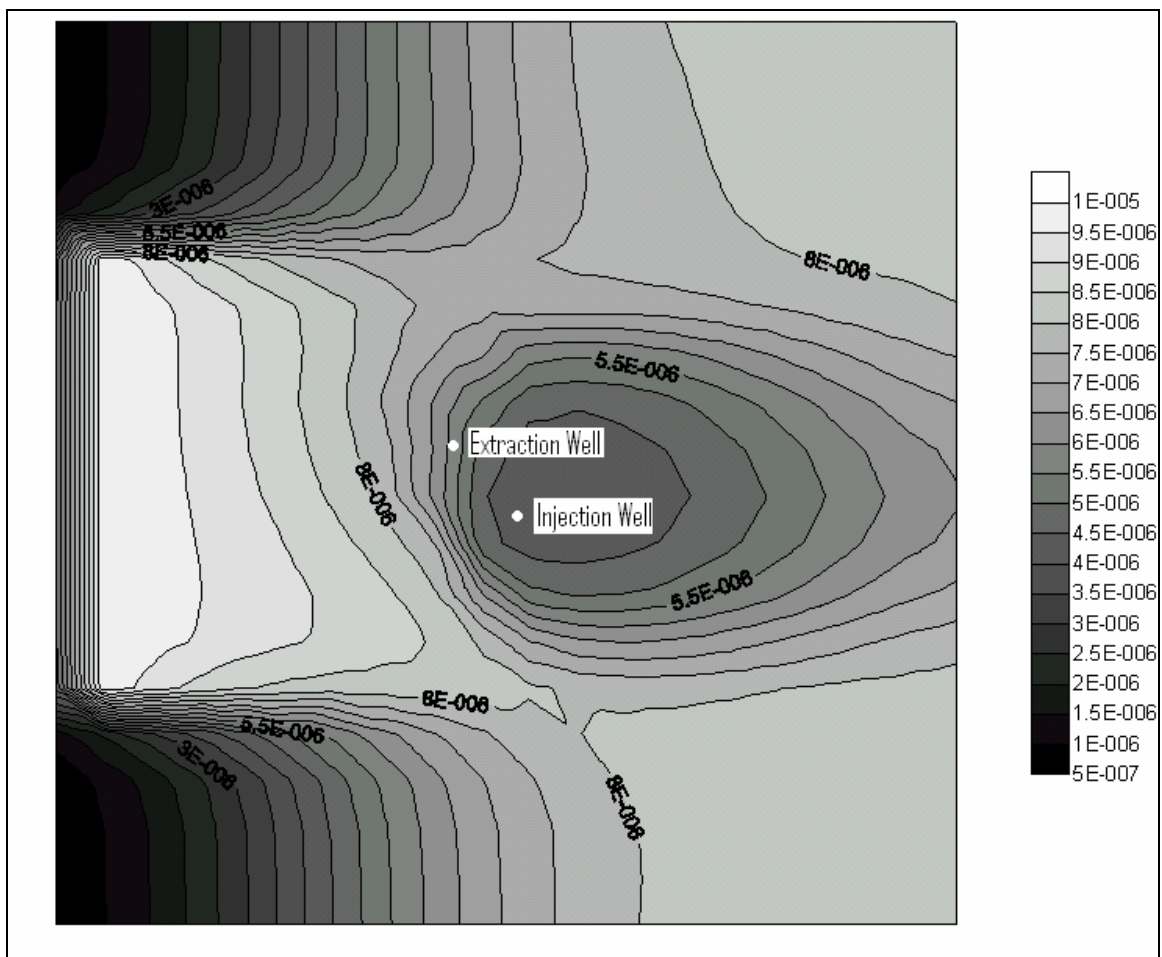 3E-006
5.5E-006
8E-006
8E-006
5.5E-006
Extraction Well
8E-006
Injection Well
5.5E-006
8E-006
5.5E-006
3E-006
8E-006
1E-005
9.5E-006
9E-006
8.5E-006
8E-006
7.5E-006
7E-006
6.5E-006
6E-006
5.5E-006
5E-006
4.5E-006
4E-006
3.5E-006
3E-006
2.5E-006
2E-006
1.5E-006
1E-006
5E-007